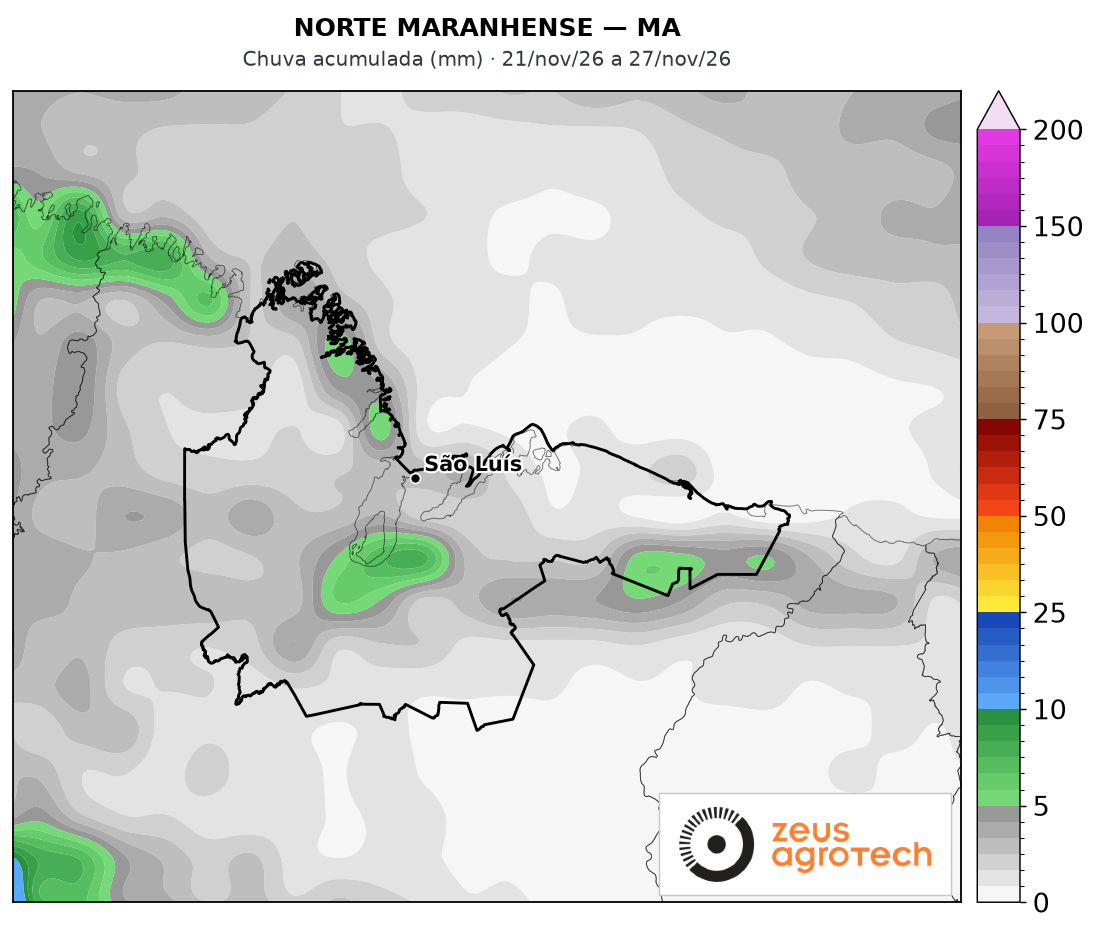 NORTE MARANHENSE — MA
Chuva acumulada (mm) · 21/nov/26 a 27/nov/26
São Luís
200
150
100
75
50
25
10
5
0
zeus
agrotech